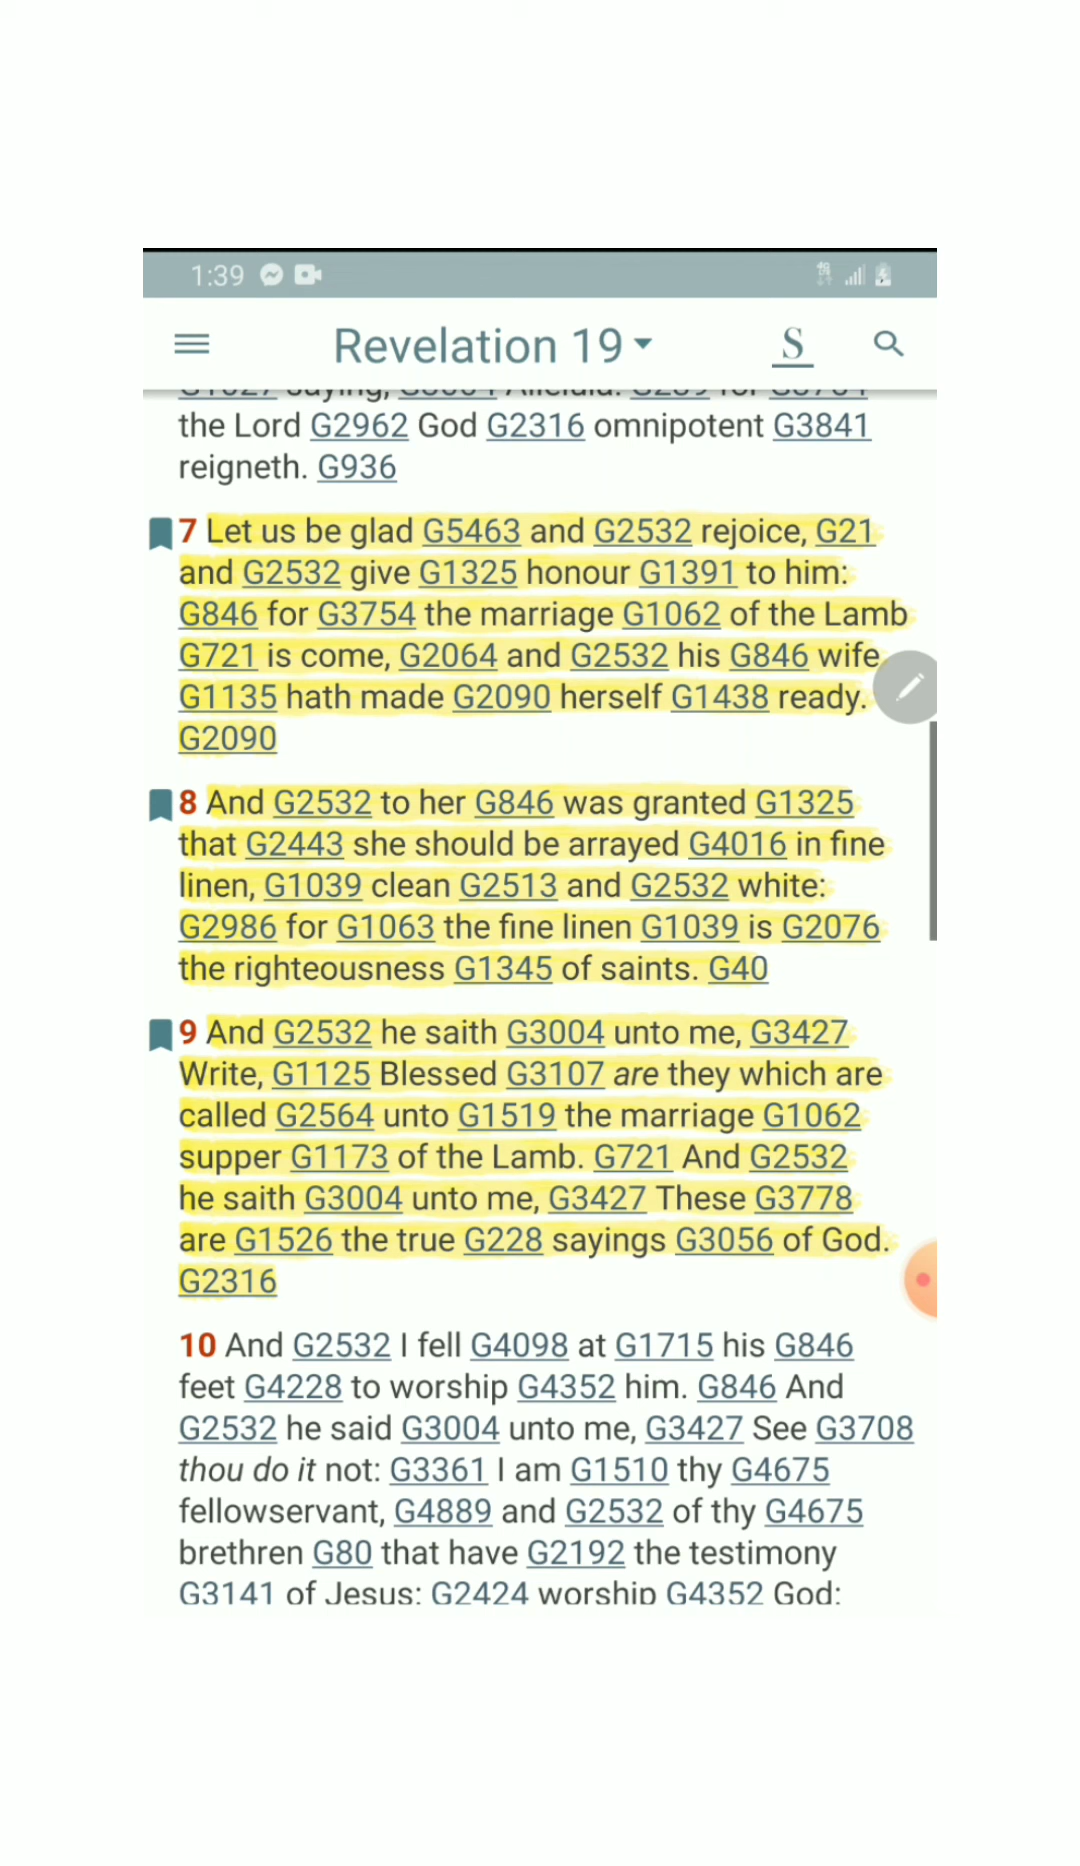 1:39
Revelation 19
S
G1027 saying, G3004 Alleluia: G239 for G3754
the Lord G2962 God G2316 omnipotent G3841
reigneth. G936
7 Let us be glad G5463 and G2532 rejoice, G21
and G2532 give G1325 honour G1391 to him:
G846 for G3754 the marriage G1062 of the Lamb
G721 is come, G2064 and G2532 his G846 wife
G1135 hath made G2090 herself G1438 ready.
G2090
8 And G2532 to her G846 was granted G1325
that G2443 she should be arrayed G4016 in fine
linen, G1039 clean G2513 and G2532 white:
G2986 for G1063 the fine linen G1039 is G2076
the righteousness G1345 of saints. G40
9 And G2532 he saith G3004 unto me, G3427
Write, G1125 Blessed G3107 are they which are
called G2564 unto G1519 the marriage G1062
supper G1173 of the Lamb. G721 And G2532
he saith G3004 unto me, G3427 These G3778
are G1526 the true G228 sayings G3056 of God.
G2316
10 And G2532 I fell G4098 at G1715 his G846
feet G4228 to worship G4352 him. G846 And
G2532 he said G3004 unto me, G3427 See G3708
thou do it not: G3361 I am G1510 thy G4675
fellowservant, G4889 and G2532 of thy G4675
brethren G80 that have G2192 the testimony
G3141 of Jesus: G2424 worship G4352 God: